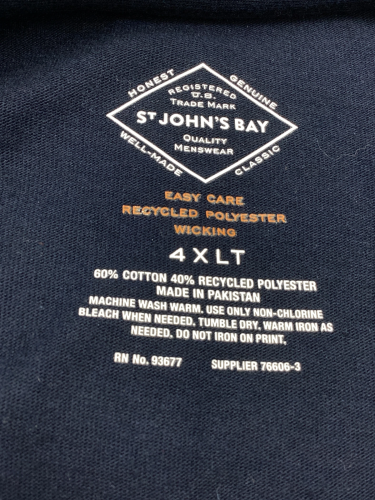 HONEST GENUINE
REGISTERED
U.S.
TRADE MARK
ST JOHN'S BAY
QUALITY
MENSWEAR
WELL-MADE CLASSIC
EASY CARE
RECYCLED POLYESTER
WICKING
4XLT
60% COTTON 40% RECYCLED POLYESTER
MADE IN PAKISTAN
MACHINE WASH WARM. USE ONLY NON-CHLORINE
BLEACH WHEN NEEDED. TUMBLE DRY. WARM IRON AS
NEEDED. DO NOT IRON ON PRINT.
RN No. 93677 SUPPLIER 76606-3